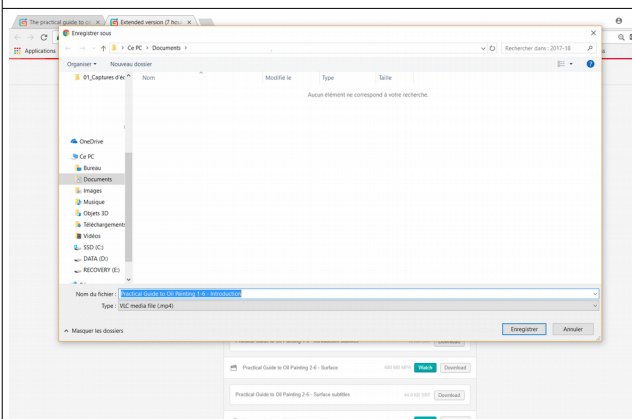 The practical guide to oi
Extended version (7 hou
Applications
Enregistrer sous
Ce PC > Documents >
Rechercher dans : 2017-18
Organiser
Nouveau dossier
01_Captures d'éc
Nom
Modifié le
Type
Taille
Aucun élément ne correspond à votre recherche.
OneDrive
Ce PC
Bureau
Documents
Images
Musique
Objets 3D
Téléchargements
Vidéos
SSD (C:)
DATA (D:)
RECOVERY (E:)
Nom du fichier : Practical Guide to Oil Painting 1-6 - Introduction
Type : VLC media file (.mp4)
Masquer les dossiers
Enregistrer
Annuler
Download
Practical Guide to Oil Painting 2-6 - Surface
Watch
Download
Practical Guide to Oil Painting 2-6 - Surface subtitles
Download